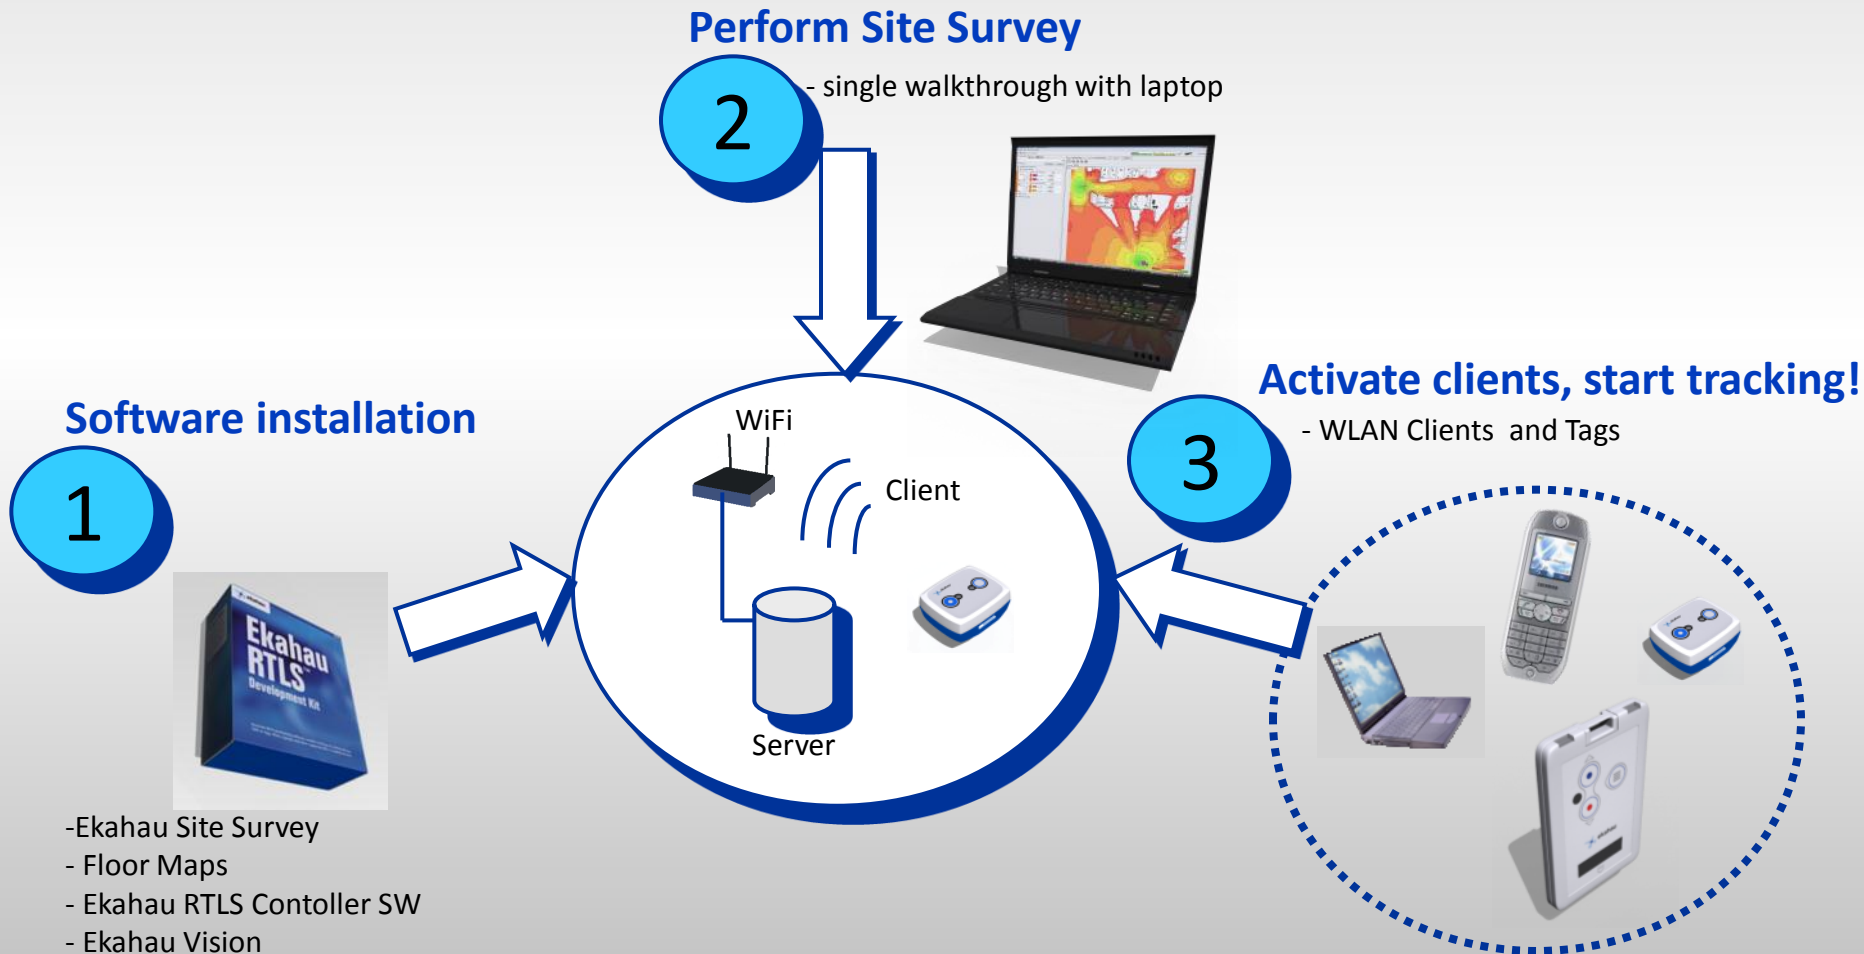 Perform Site Survey
2
- single walkthrough with laptop
Software installation
1
Ekahau
RTLS
Development Kit
-Ekahau Site Survey
- Floor Maps
- Ekahau RTLS Contoller SW
- Ekahau Vision
WiFi
Client
Server
Activate clients, start tracking!
3
- WLAN Clients and Tags
ekahau